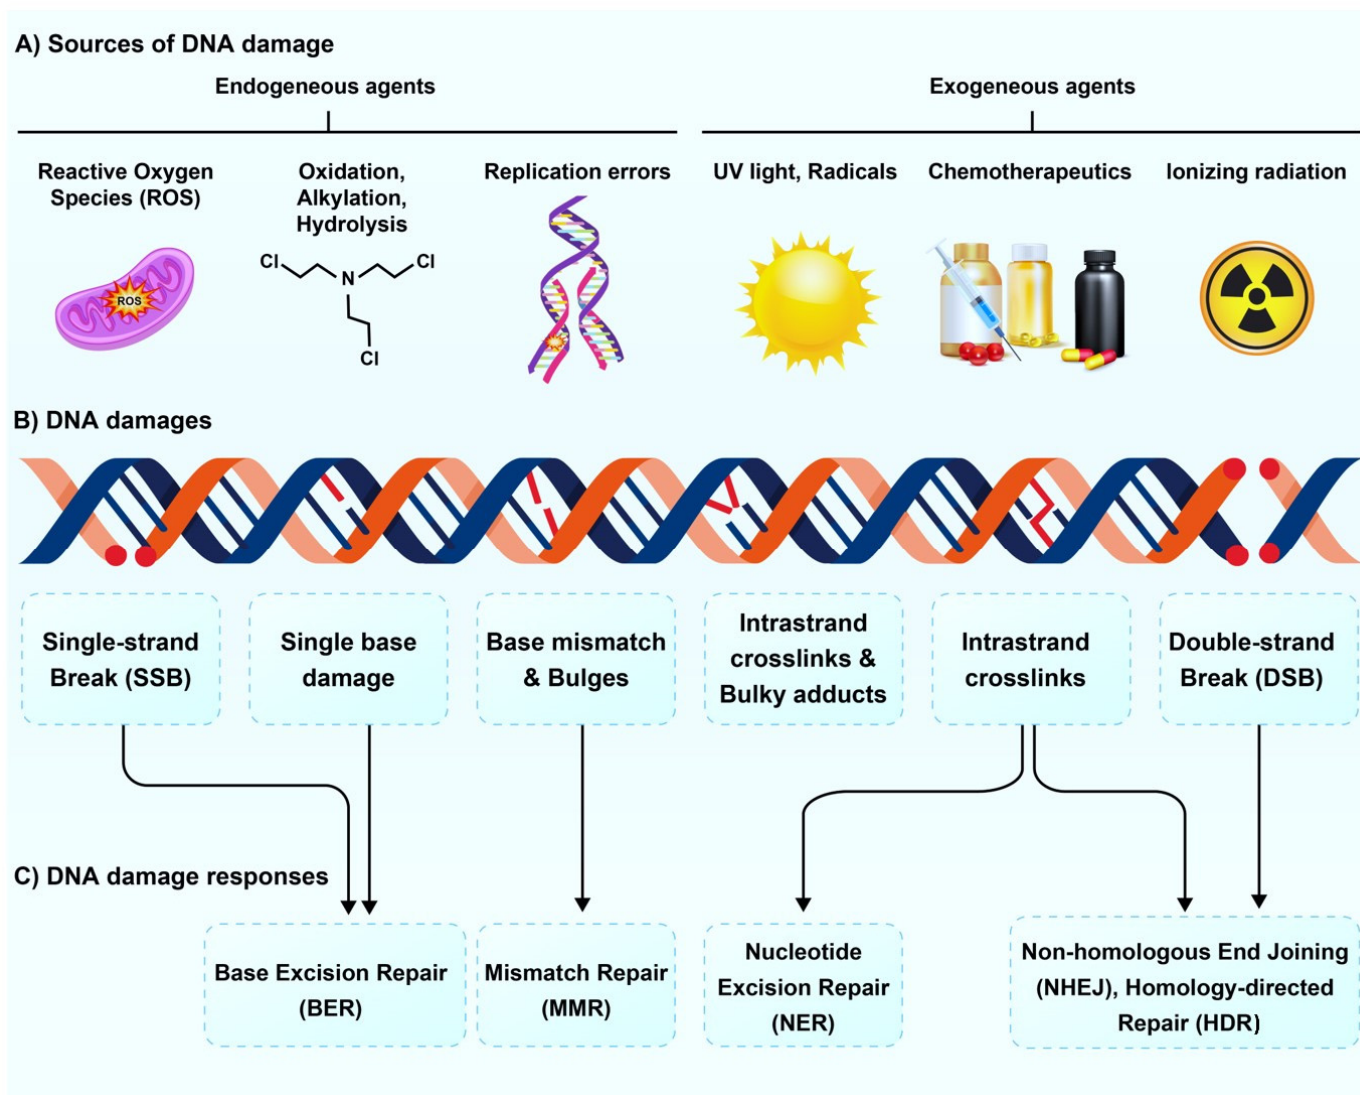 A) Sources of DNA damage
Endogeneous agents
Exogeneous agents
Reactive Oxygen
Species (ROS)
Oxidation,
Alkylation,
Hydrolysis
Replication errors
UV light, Radicals
Chemotherapeutics
Ionizing radiation
ROS
Cl
Cl
N
Cl
B) DNA damages
Single-strand
Break (SSB)
Single base
damage
Base mismatch
& Bulges
Intrastrand
crosslinks &
Bulky adducts
Intrastrand
crosslinks
Double-strand
Break (DSB)
C) DNA damage responses
Base Excision Repair
(BER)
Mismatch Repair
(MMR)
Nucleotide
Excision Repair
(NER)
Non-homologous End Joining
(NHEJ), Homology-directed
Repair (HDR)